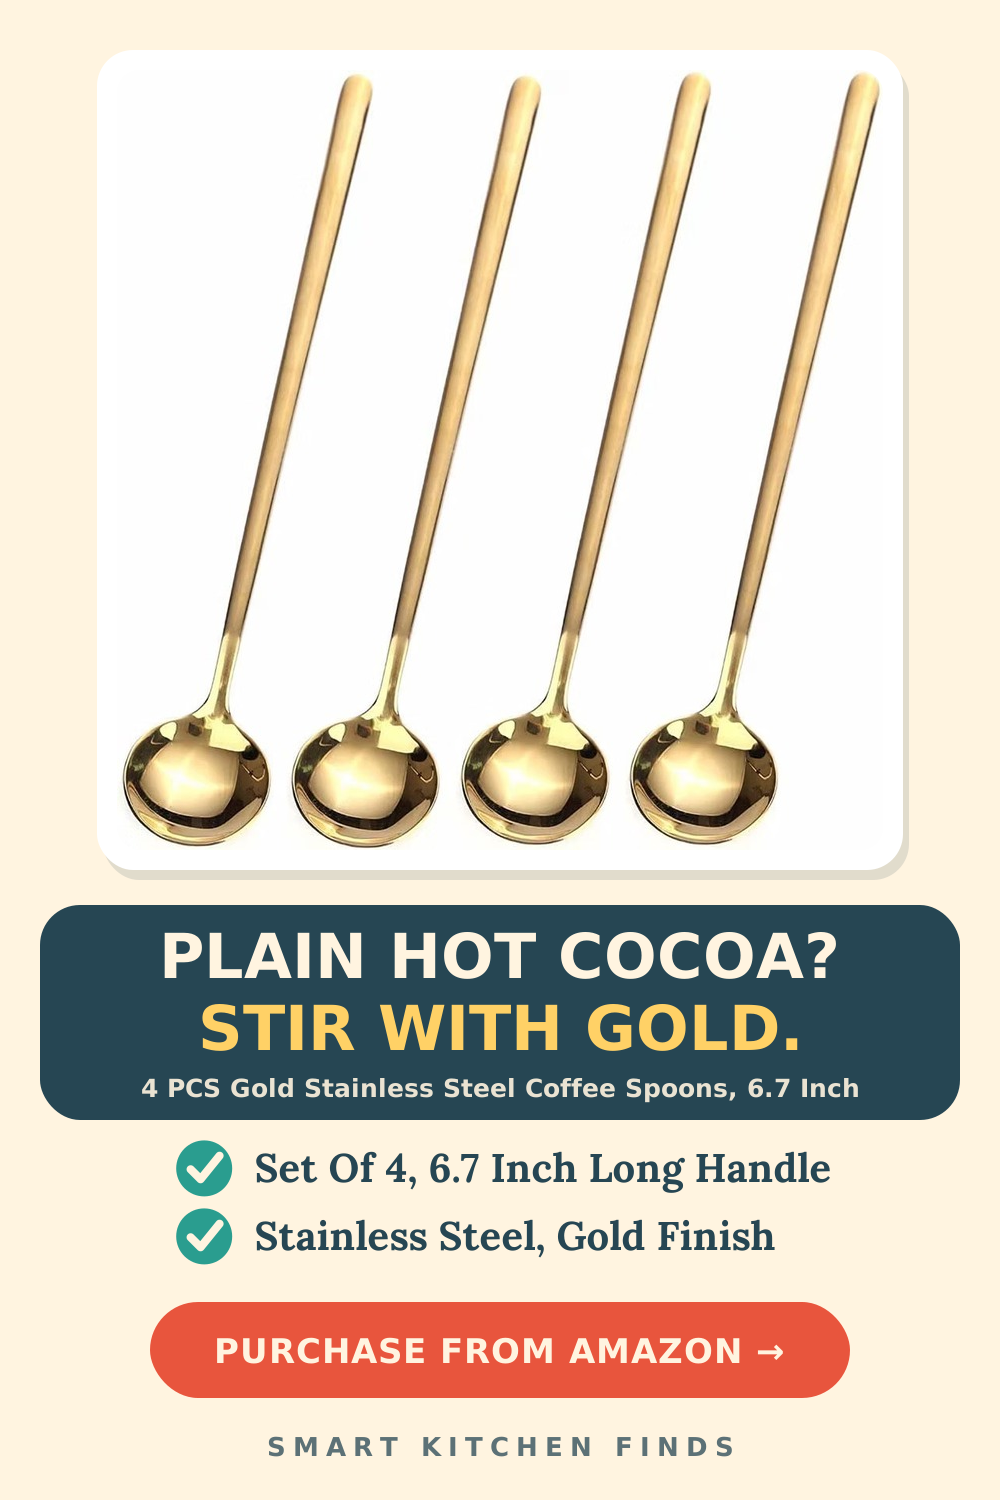 PLAIN HOT COCOA?
STIR WITH GOLD.
4 PCS Gold Stainless Steel Coffee Spoons, 6.7 Inch
Set Of 4, 6.7 Inch Long Handle
Stainless Steel, Gold Finish
PURCHASE FROM AMAZON →
SMART KITCHEN FINDS